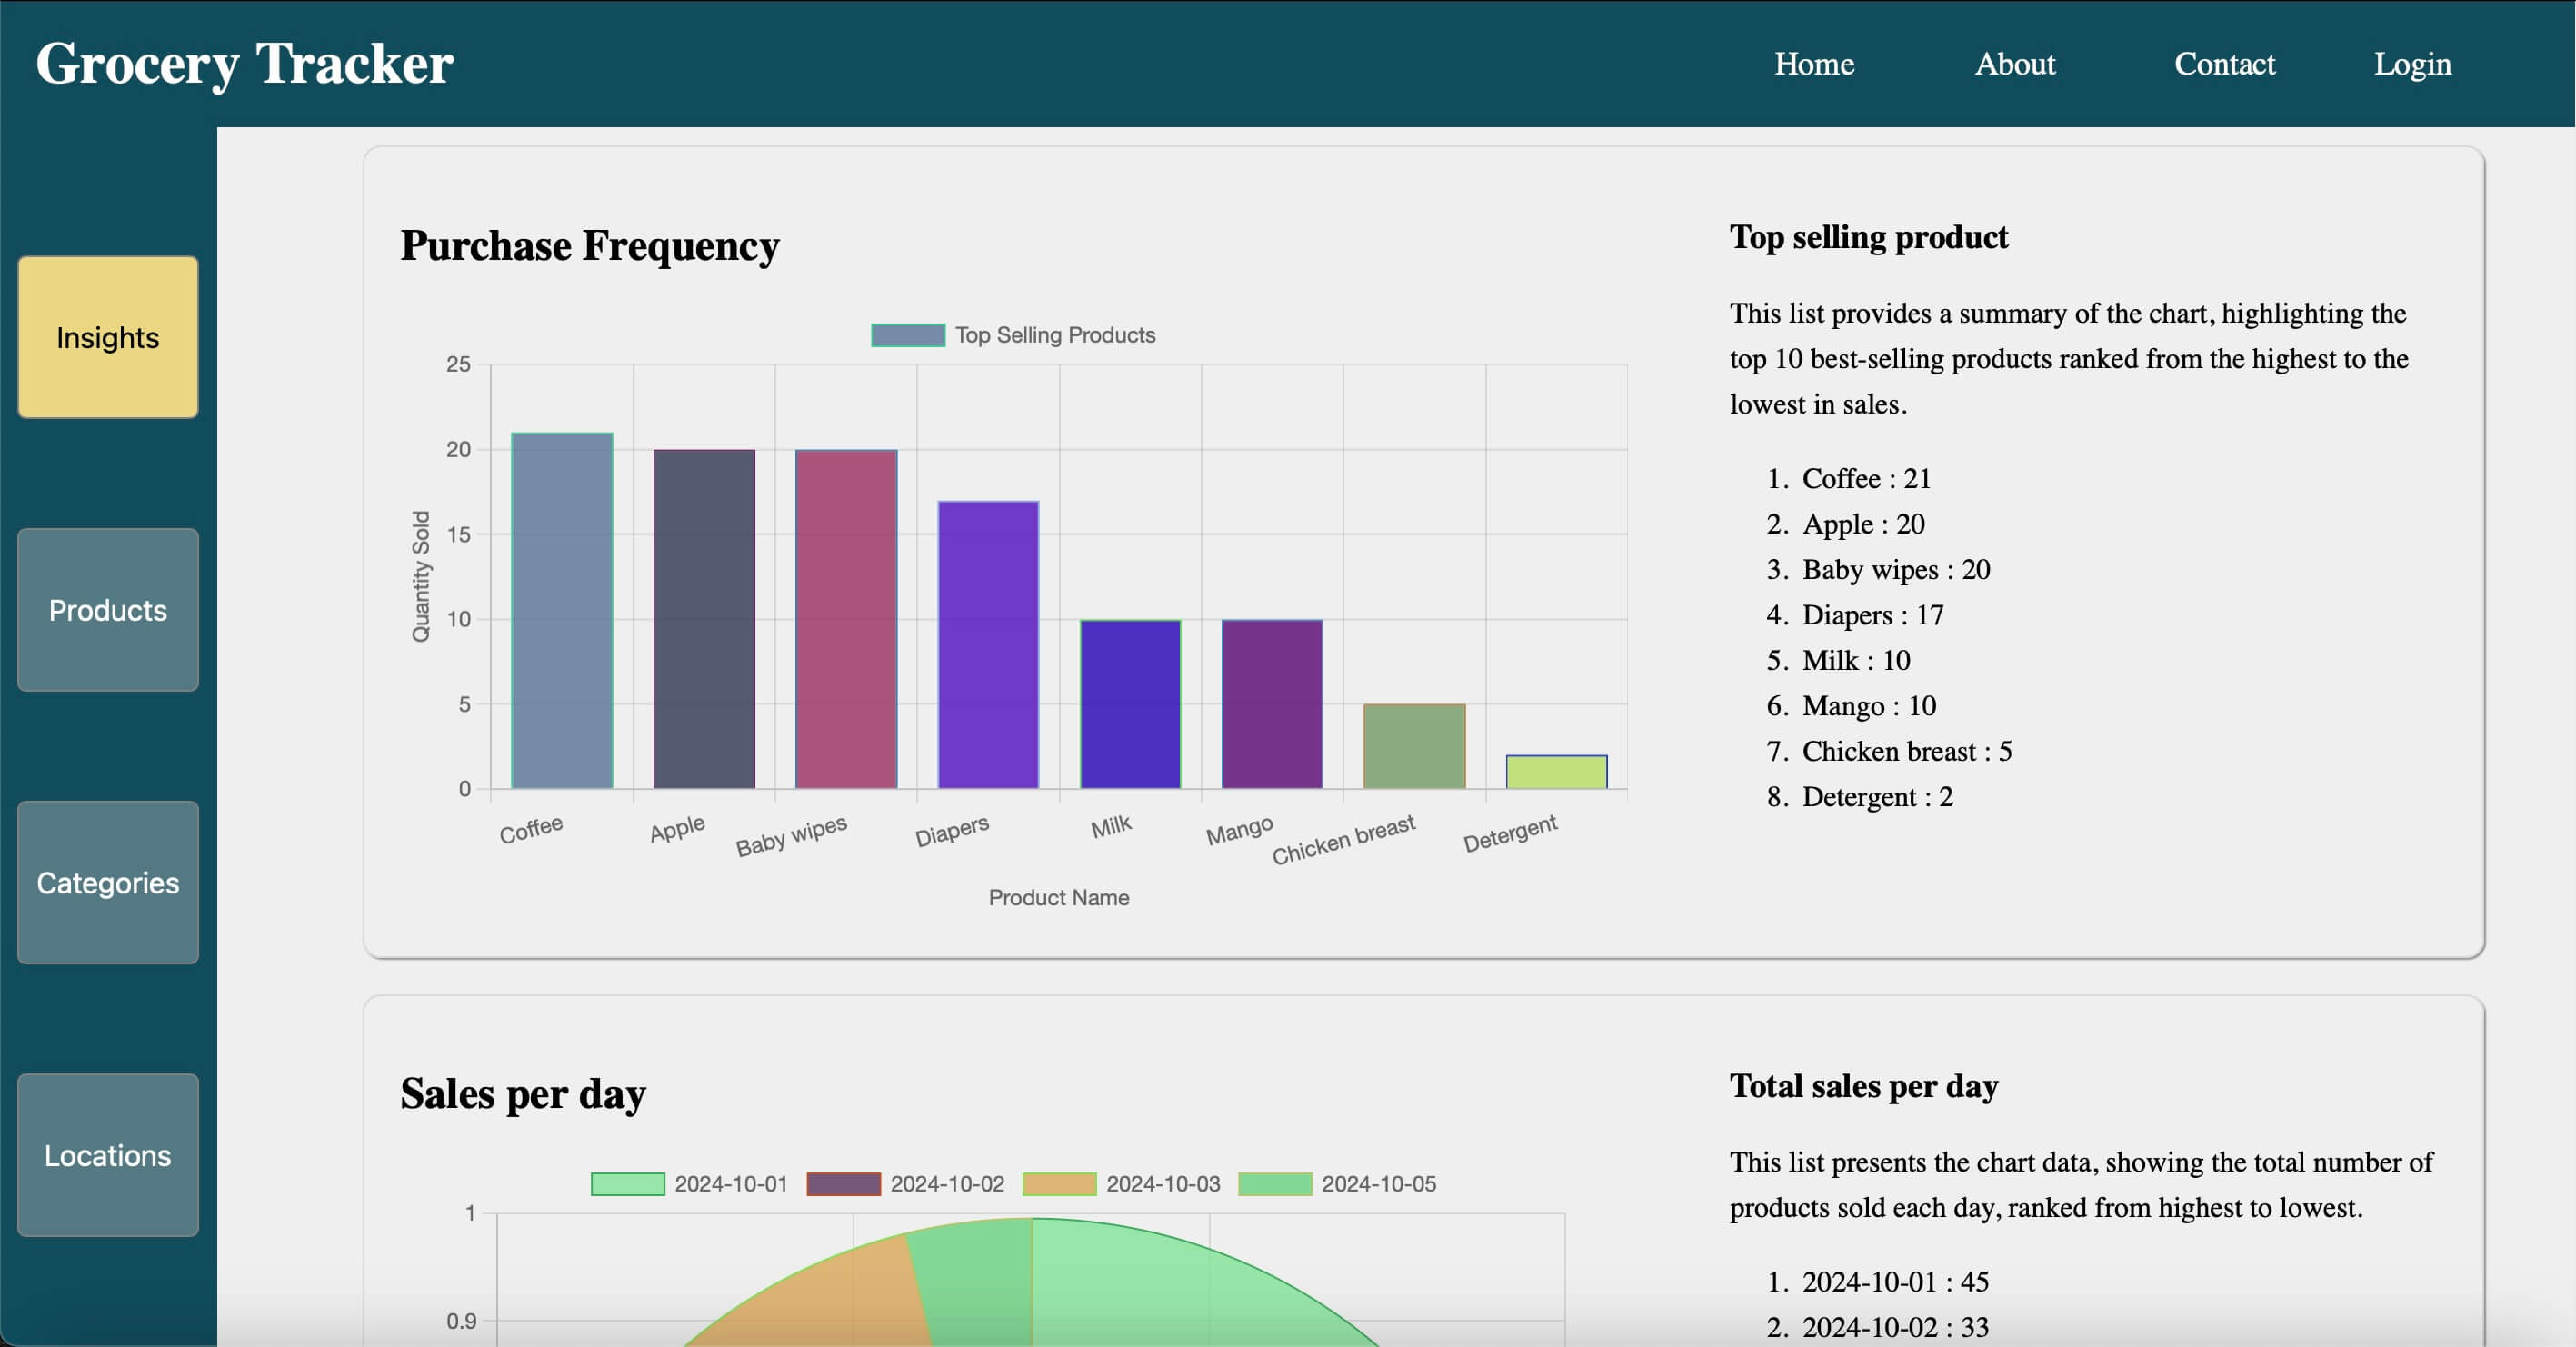 Grocery Tracker
Home About Contact Login
Insights
Products
Categories
Locations
Purchase Frequency
Top Selling Products
25
20
15
10
5
0
Quantity Sold
Coffee Apple Baby wipes Diapers Milk Mango Chicken breast Detergent
Product Name
Top selling product
This list provides a summary of the chart, highlighting the
top 10 best-selling products ranked from the highest to the
lowest in sales.
1. Coffee : 21
2. Apple : 20
3. Baby wipes : 20
4. Diapers : 17
5. Milk : 10
6. Mango : 10
7. Chicken breast : 5
8. Detergent : 2
Sales per day
2024-10-01 2024-10-02 2024-10-03 2024-10-05
1
0.9
Total sales per day
This list presents the chart data, showing the total number of
products sold each day, ranked from highest to lowest.
1. 2024-10-01 : 45
2. 2024-10-02 : 33